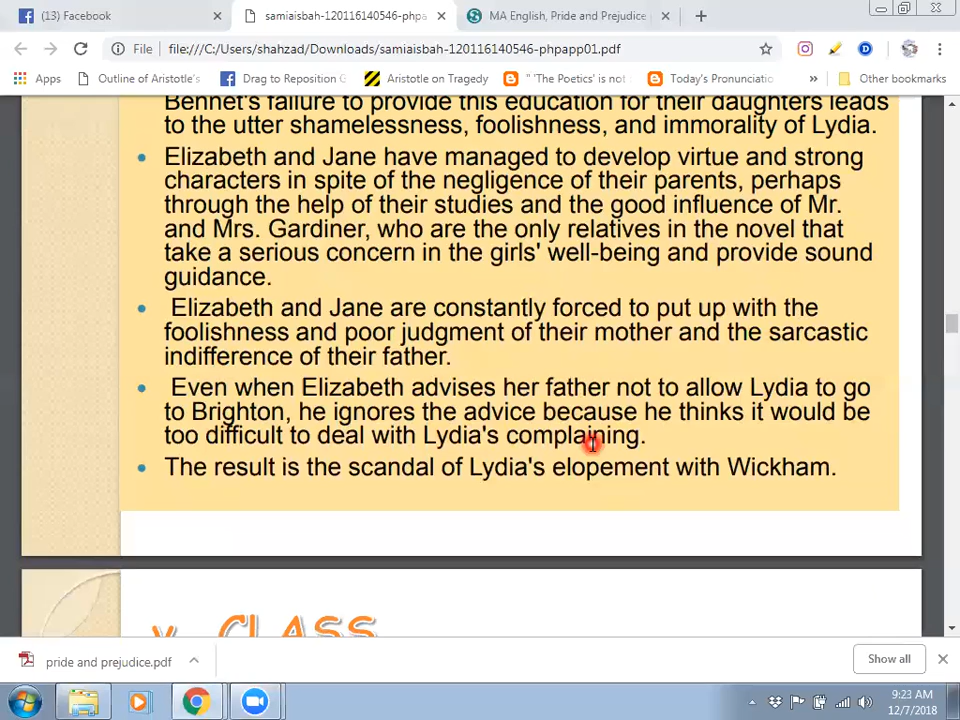 (13) Facebook
samiaisbah-120116140546-phpa
MA English, Pride and Prejudice
File
file:///C:/Users/shahzad/Downloads/samiaisbah-120116140546-phpapp01.pdf
Apps
Outline of Aristotle's
Drag to Reposition
Aristotle on Tragedy
" 'The Poetics' is not
Today's Pronunciatio
»
Other bookmarks
Bennet's failure to provide this education for their daughters leads
to the utter shamelessness, foolishness, and immorality of Lydia.
• Elizabeth and Jane have managed to develop virtue and strong
characters in spite of the negligence of their parents, perhaps
through the help of their studies and the good influence of Mr.
and Mrs. Gardiner, who are the only relatives in the novel that
take a serious concern in the girls' well-being and provide sound
guidance.
• Elizabeth and Jane are constantly forced to put up with the
foolishness and poor judgment of their mother and the sarcastic
indifference of their father.
• Even when Elizabeth advises her father not to allow Lydia to go
to Brighton, he ignores the advice because he thinks it would be
too difficult to deal with Lydia's complaining.
• The result is the scandal of Lydia's elopement with Wickham.
v. CLASS
pride and prejudice.pdf
Show all
9:23 AM
12/7/2018